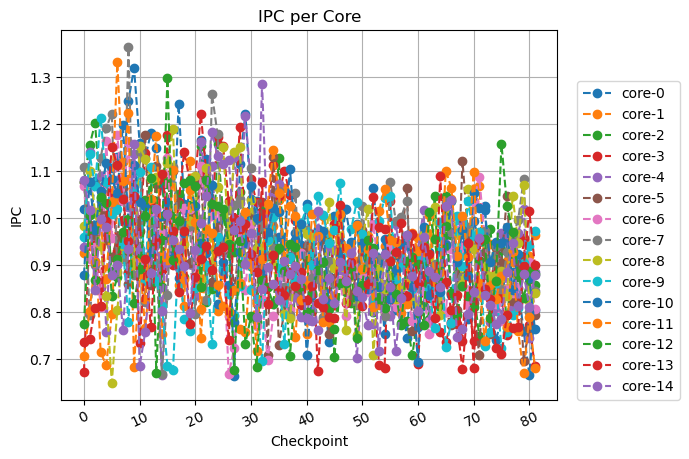 IPC per Core
IPC
1.3
1.2
1.1
1.0
0.9
0.8
0.7
0
10
20
30
40
50
60
70
80
Checkpoint
core-0
core-1
core-2
core-3
core-4
core-5
core-6
core-7
core-8
core-9
core-10
core-11
core-12
core-13
core-14